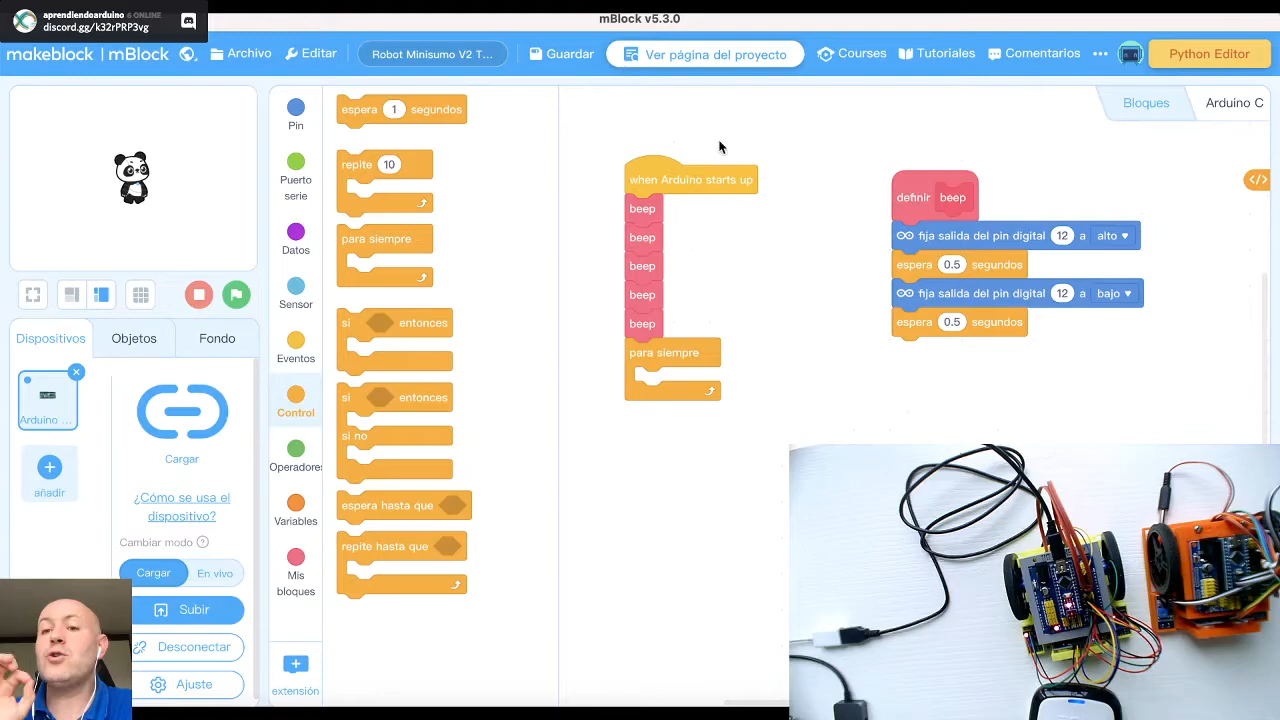 aprendiendoarduino 6 ONLINE
discord.gg/k32rPRP3vg
mBlock v5.3.0
makeblock | mBlock
Archivo
Editar
Robot Minisumo V2 T...
Guardar
Ver página del proyecto
Courses
Tutoriales
Comentarios
Python Editor
Bloques
Arduino C
Pin
Puerto
serie
Datos
Sensor
Eventos
Control
Operadore
Variables
Mis
bloques
extensión
espera 1 segundos
repite 10
para siempre
si entonces
si entonces
si no
espera hasta que
repite hasta que
when Arduino starts up
beep
beep
beep
beep
beep
para siempre
definir beep
fija salida del pin digital 12 a alto
espera 0.5 segundos
fija salida del pin digital 12 a bajo
espera 0.5 segundos
Dispositivos
Objetos
Fondo
Arduino ...
añadir
Cargar
¿Cómo se usa el
dispositivo?
Cambiar modo
Cargar
En vivo
Subir
Desconectar
Ajuste